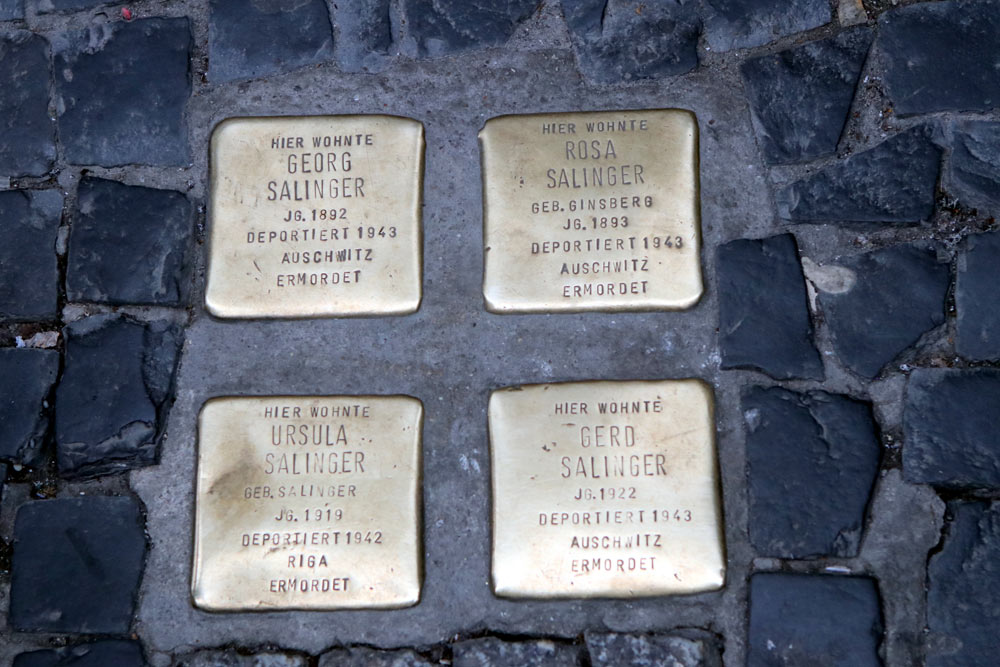 HIER WOHNTE
GEORG
SALINGER
JG. 1892
DEPORTIERT 1943
AUSCHWITZ
ERMORDET
HIER WOHNTE
ROSA
SALINGER
GEB. GINSBERG
JG. 1893
DEPORTIERT 1943
AUSCHWITZ
ERMORDET
HIER WOHNTE
URSULA
SALINGER
GEB. SALINGER
JG. 1919
DEPORTIERT 1942
RIGA
ERMORDET
HIER WOHNTE
GERD
SALINGER
JG. 1922
DEPORTIERT 1943
AUSCHWITZ
ERMORDET